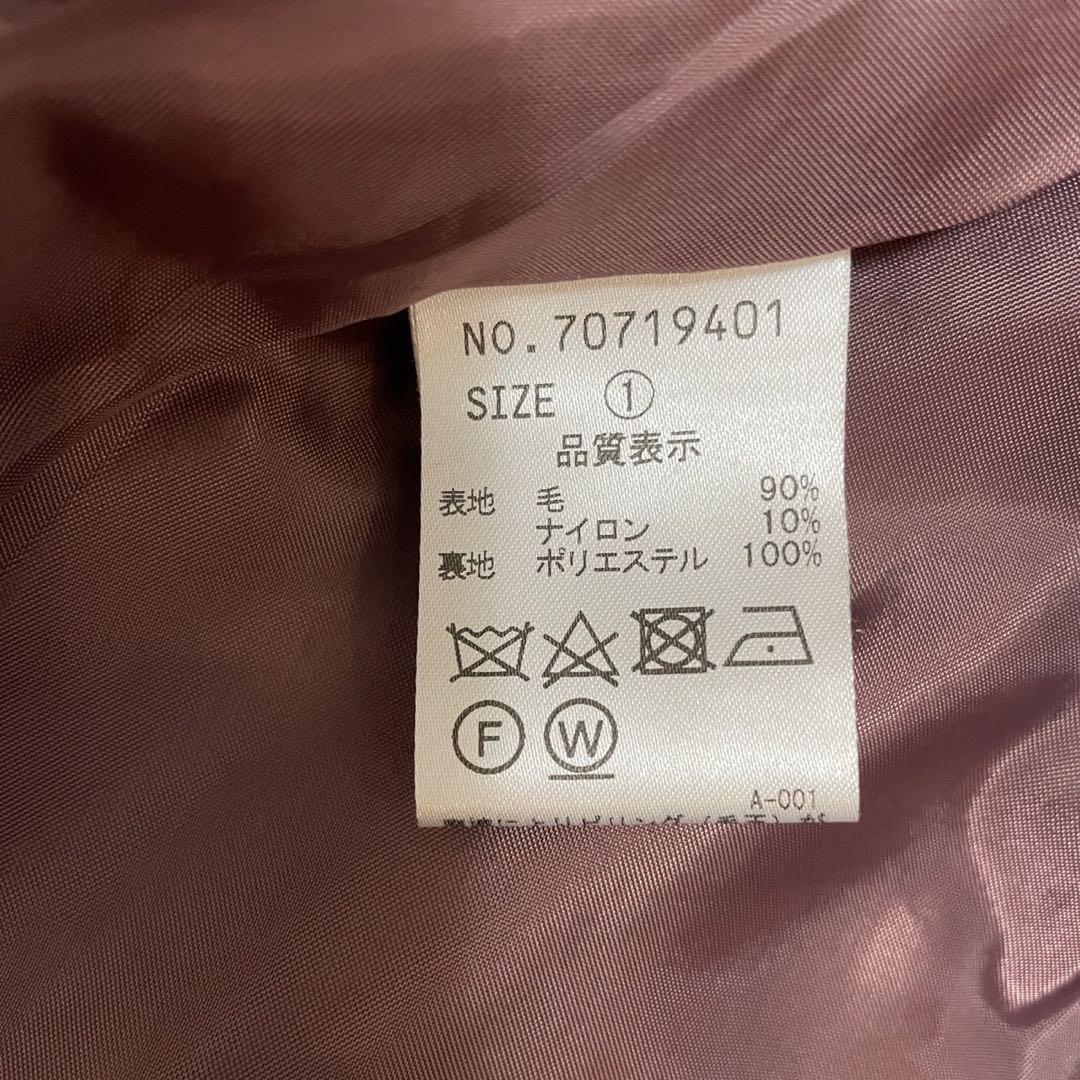 NO.70719401
SIZE ①
品質表示
表地 毛 90%
ナイロン 10%
裏地 ポリエステル 100%
F W
A-001